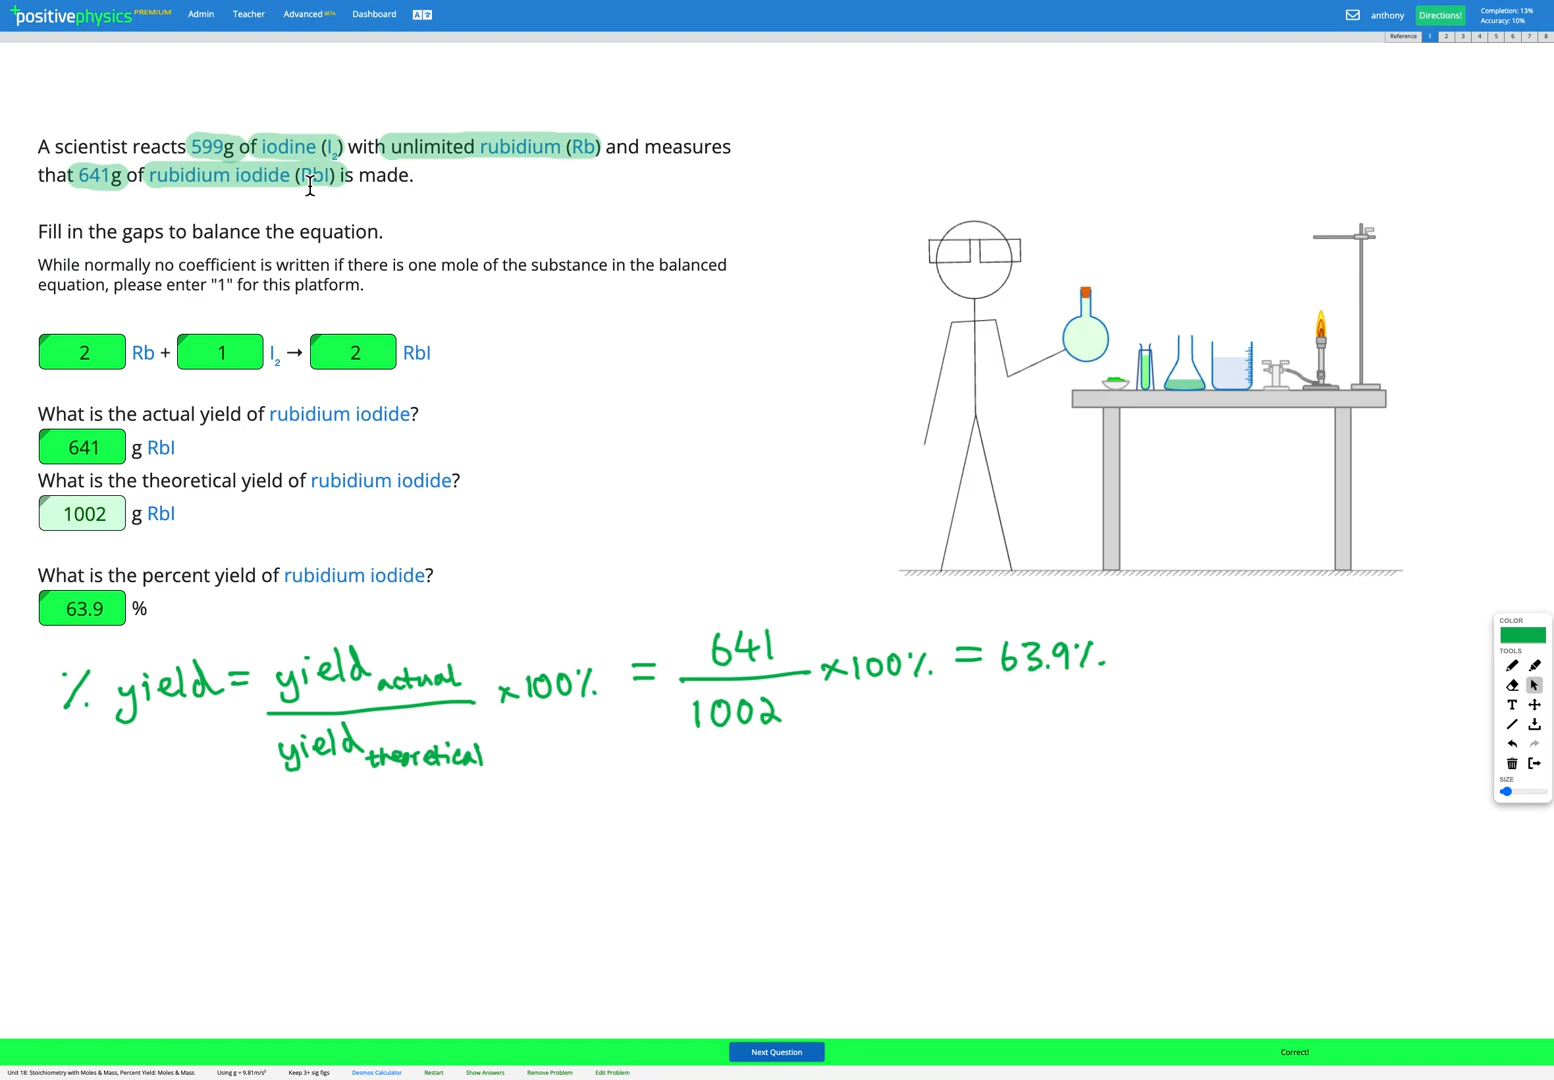 positivephysics PREMIUM Admin Teacher Advanced BETA Dashboard A anthony Directions! Completion: 13%
Accuracy: 10%
Reference 1 2 3 4 5 6 7 8
A scientist reacts 599g of iodine (I₂) with unlimited rubidium (Rb) and measures
that 641g of rubidium iodide (RbI) is made.
Fill in the gaps to balance the equation.
While normally no coefficient is written if there is one mole of the substance in the balanced
equation, please enter "1" for this platform.
2 Rb + 1 I₂ → 2 RbI
What is the actual yield of rubidium iodide?
641 g RbI
What is the theoretical yield of rubidium iodide?
1002 g RbI
What is the percent yield of rubidium iodide?
63.9 %
% yield = yield actual / yield theoretical ×100% = 641 / 1002 ×100% = 63.9%
COLOR
TOOLS
T
SIZE
Next Question Correct!
Unit 18: Stoichiometry with Moles & Mass, Percent Yield: Moles & Mass Using g = 9.81m/s² Keep 3+ sig figs Desmos Calculator Restart Show Answers Remove Problem Edit Problem